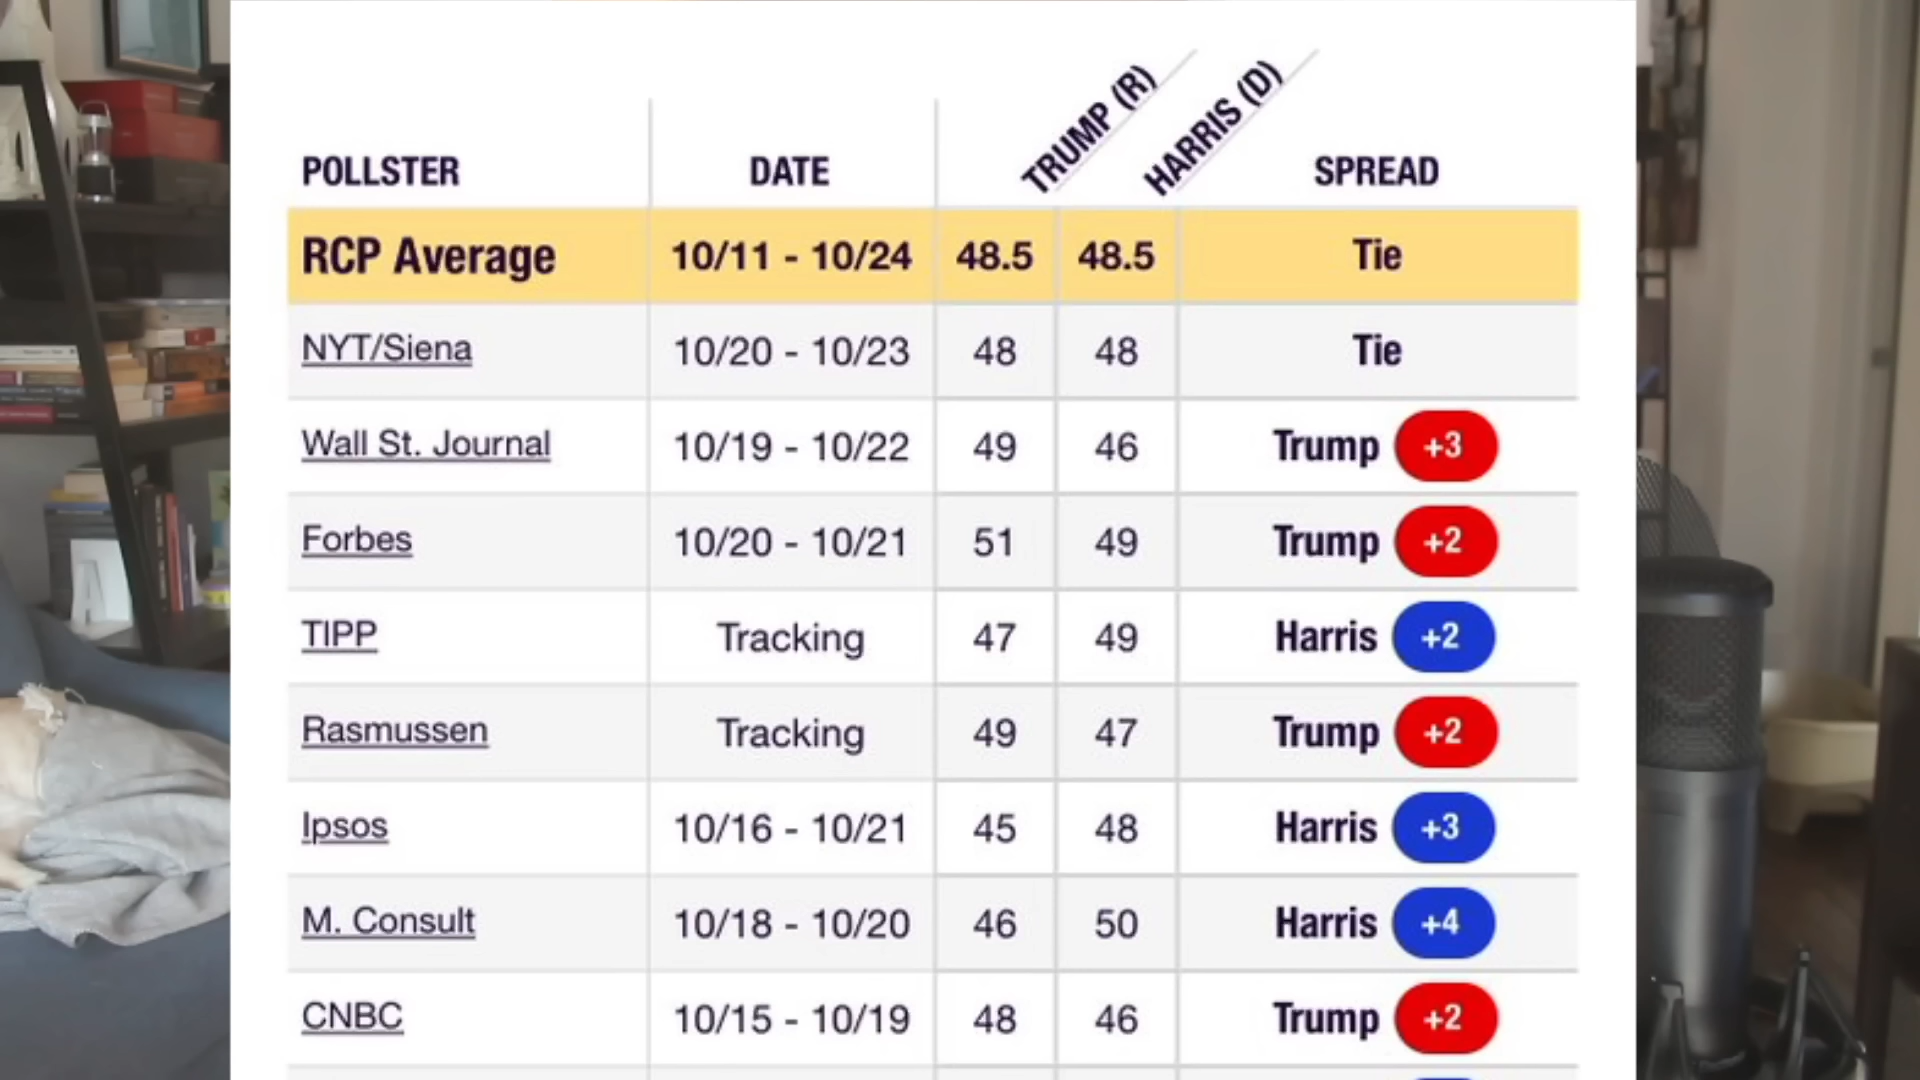 POLLSTER DATE TRUMP (R) HARRIS (D) SPREAD
RCP Average 10/11 - 10/24 48.5 48.5 Tie
NYT/Siena 10/20 - 10/23 48 48 Tie
Wall St. Journal 10/19 - 10/22 49 46 Trump +3
Forbes 10/20 - 10/21 51 49 Trump +2
TIPP Tracking 47 49 Harris +2
Rasmussen Tracking 49 47 Trump +2
Ipsos 10/16 - 10/21 45 48 Harris +3
M. Consult 10/18 - 10/20 46 50 Harris +4
CNBC 10/15 - 10/19 48 46 Trump +2